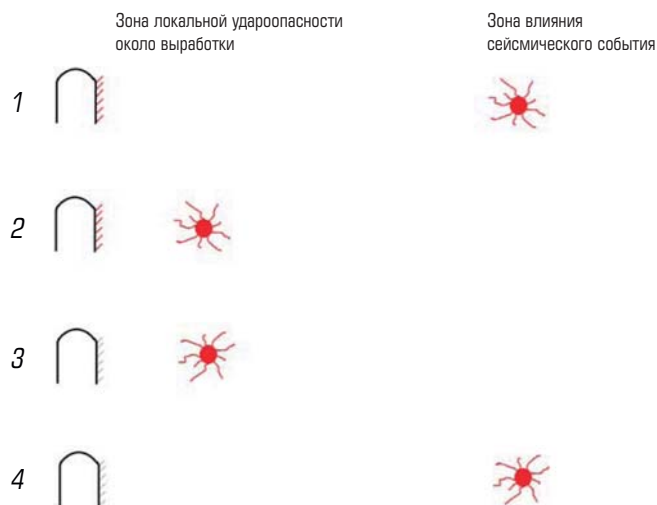 Зона локальной удароопасности
около выработки
Зона влияния
сейсмического события
1
2
3
4